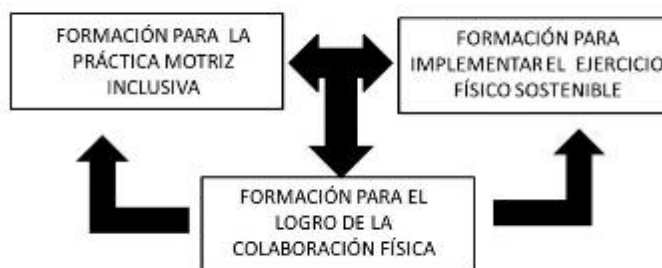 FORMACIÓN PARA LA
PRÁCTICA MOTRIZ
INCLUSIVA
FORMACIÓN PARA
IMPLEMENTAR EL EJERCICIO
FÍSICO SOSTENIBLE
FORMACIÓN PARA EL
LOGRO DE LA
COLABORACIÓN FÍSICA